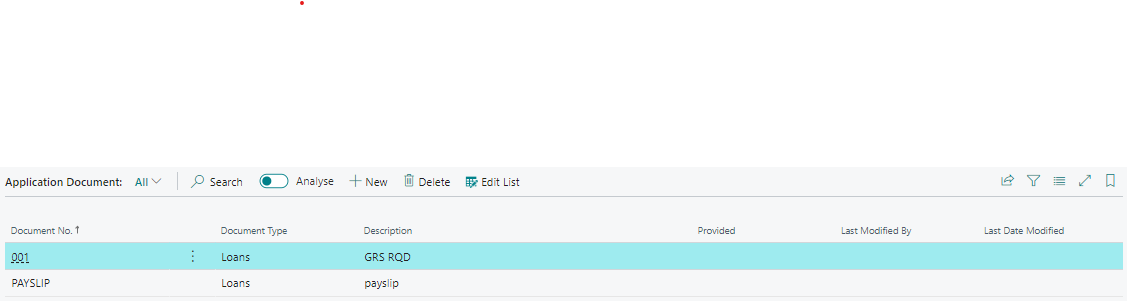 Application Document: All Search Analyse New Delete Edit List
Document No. ↑ Document Type Description Provided Last Modified By Last Date Modified
001 Loans GRS RQD
PAYSLIP Loans payslip